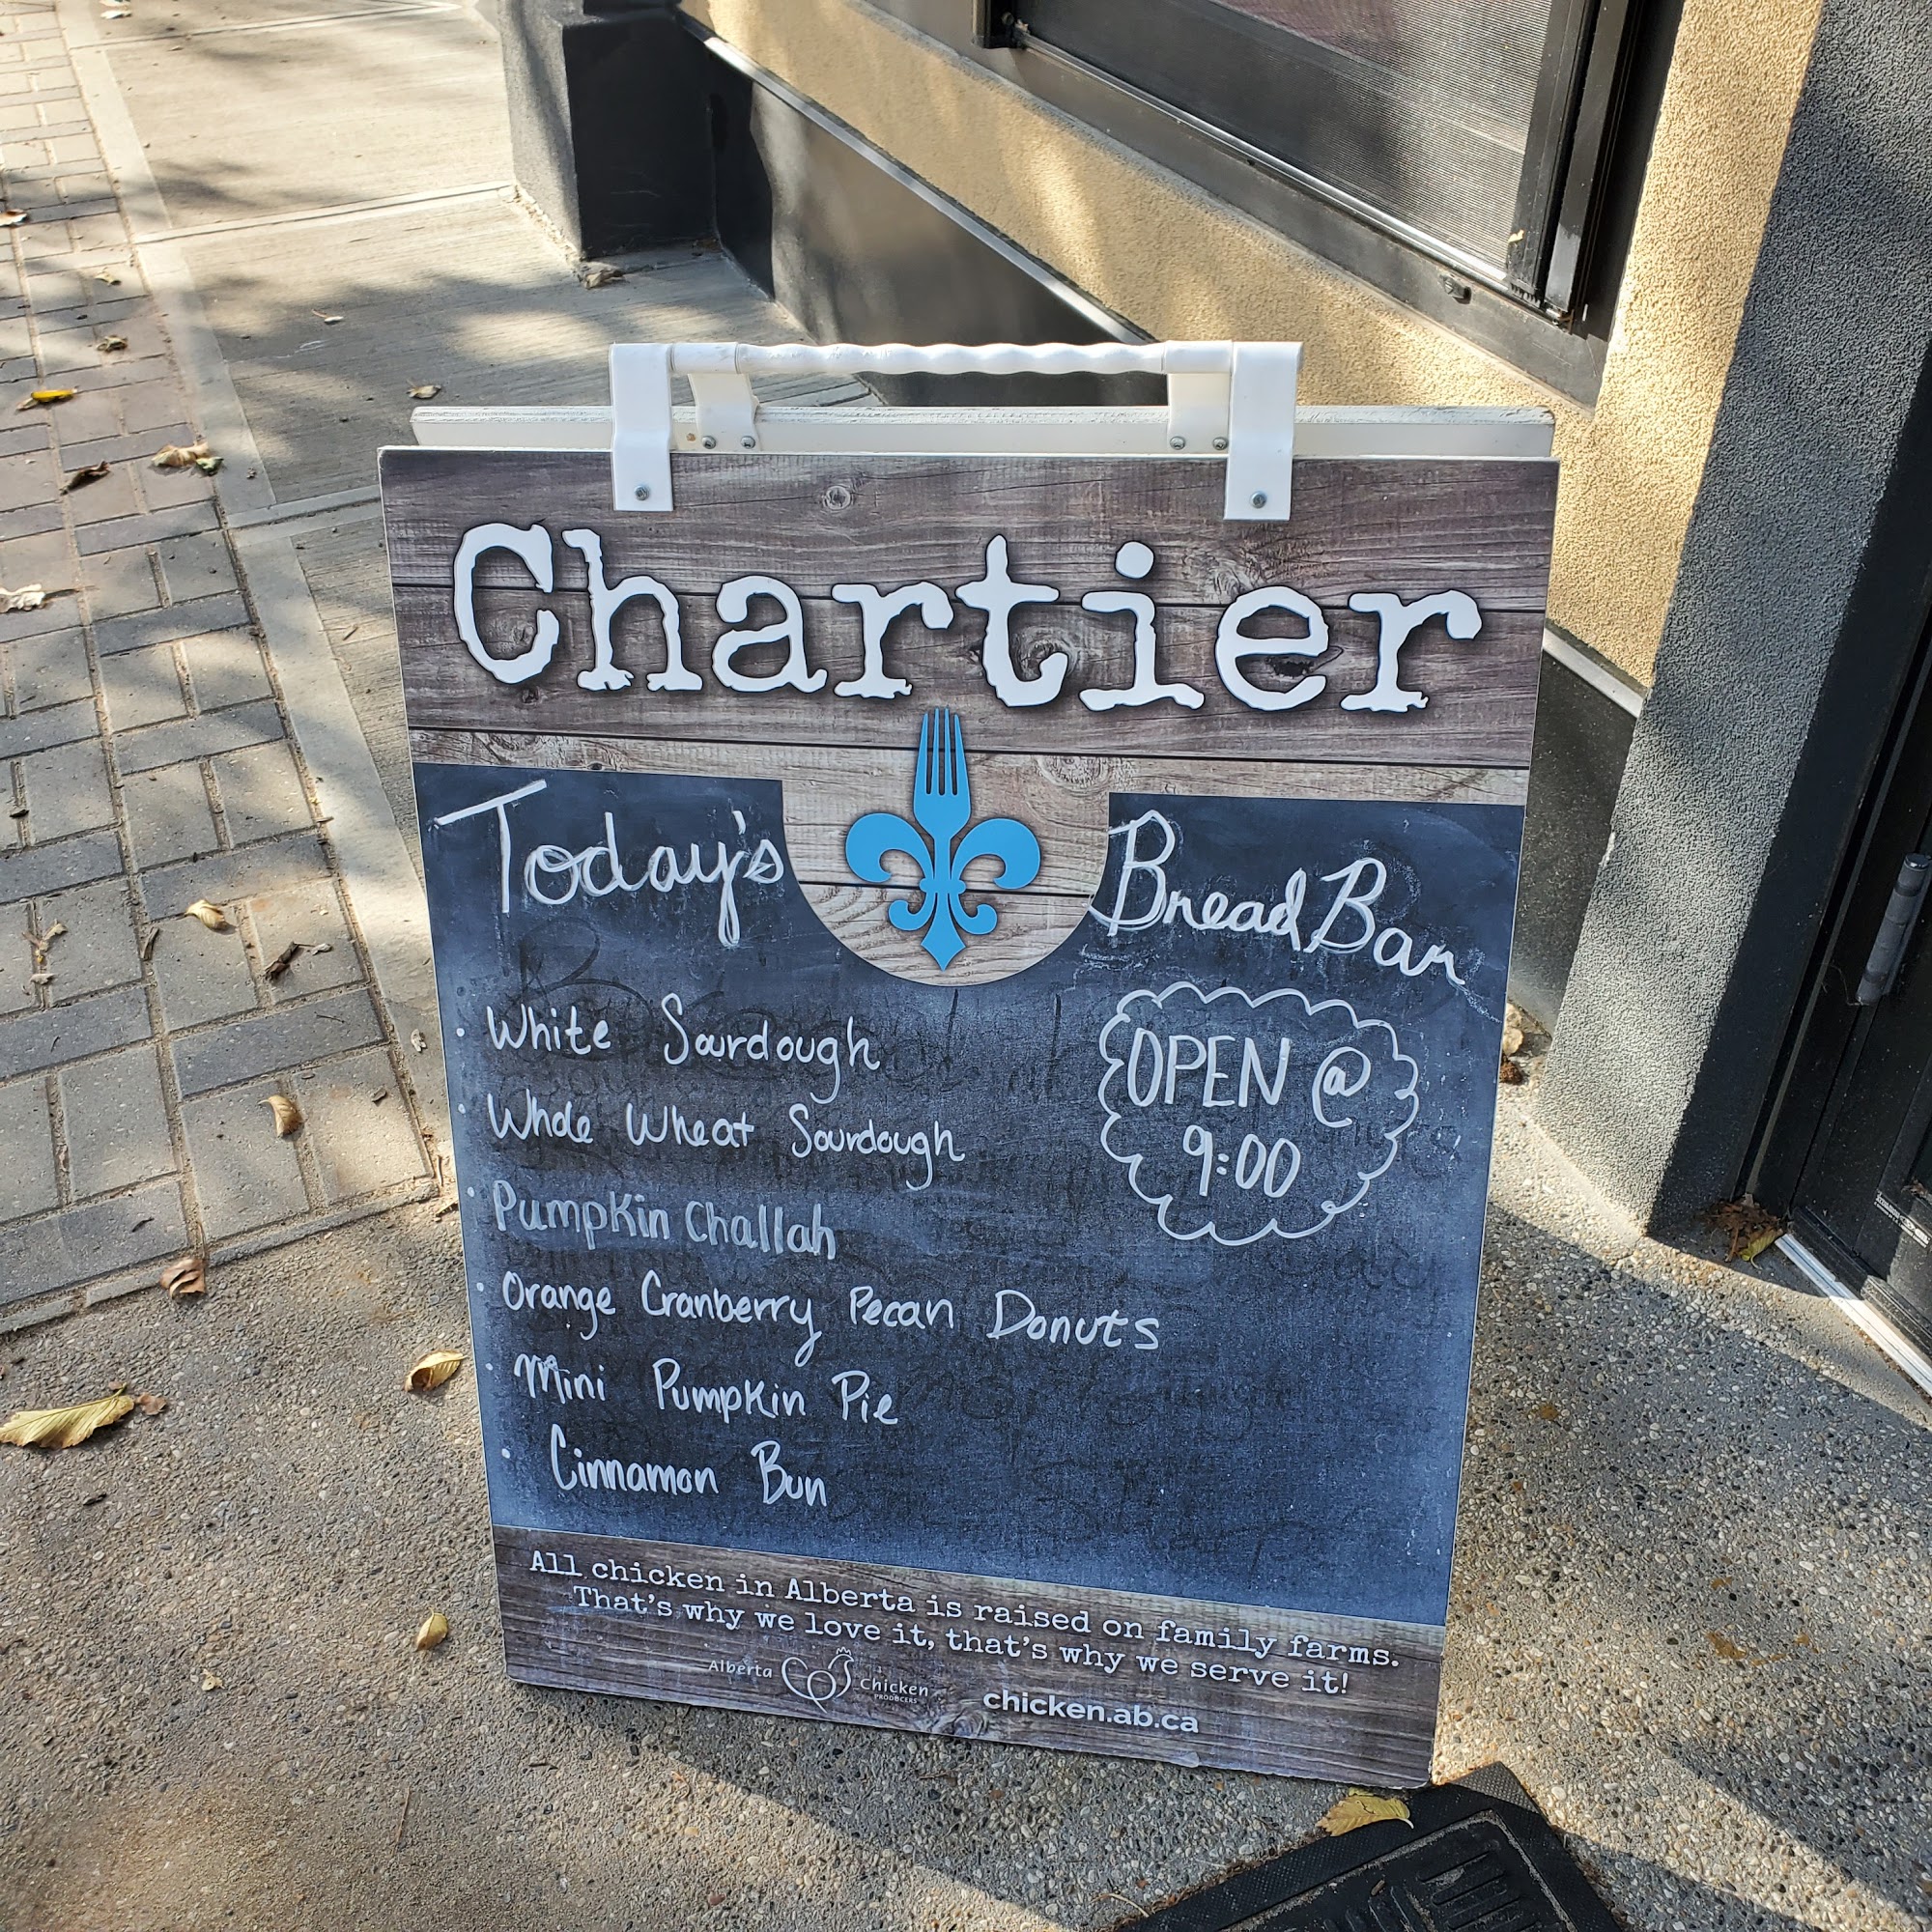 Chartier
Today's Bread Bar
OPEN @
9:00
• White Sourdough
• Whole Wheat Sourdough
• Pumpkin Challah
• Orange Cranberry Pecan Donuts
• Mini Pumpkin Pie
• Cinnamon Bun
All chicken in Alberta is raised on family farms.
That's why we love it, that's why we serve it!
Alberta Chicken
PRODUCERS
chicken.ab.ca